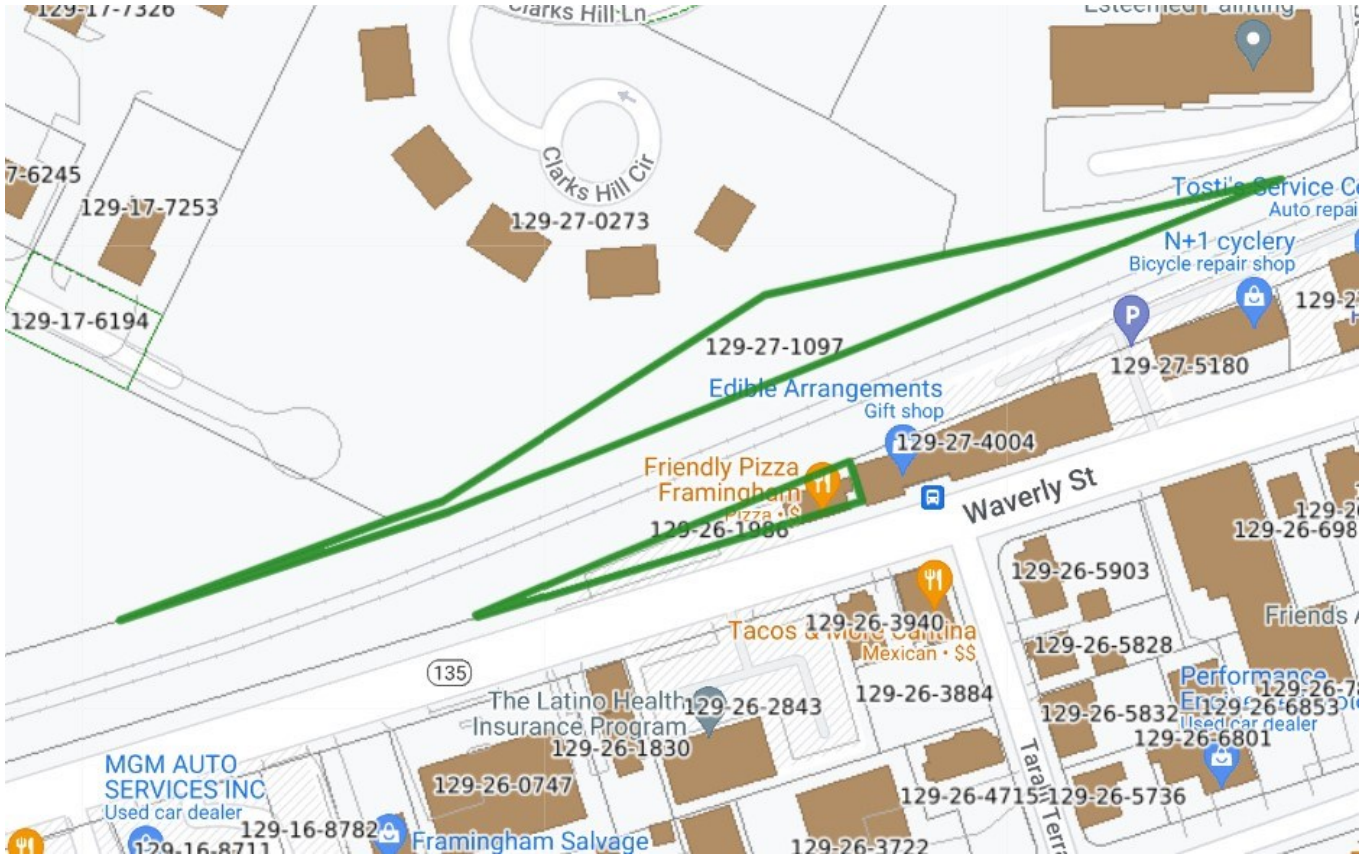 129-17-7326
Clarks Hill Ln
Esteemed Painting
Clarks Hill Cir
7-6245
129-17-7253
129-27-0273
Tosti's Service
Auto repai
N+1 cyclery
Bicycle repair shop
129-17-6194
P
129-27-1097
129-27-5180
Edible Arrangements
Gift shop
129-27-4004
Friendly Pizza
Framingham
Pizza • $
129-26-1986
Waverly St
129-26-698
129-26-5903
129-26-3940
Tacos & More Cantina
Mexican • $$
129-26-5828
Friends
135
The Latino Health
Insurance Program
129-26-2843
129-26-3884
Performance
129-26-5832
129-26-6853
Used car dealer
129-26-6801
129-26-1830
MGM AUTO
SERVICES INC
Used car dealer
129-26-0747
129-26-4715
129-26-5736
Taralli Terra
129-16-8782
129-16-8711
Framingham Salvage
129-26-3722